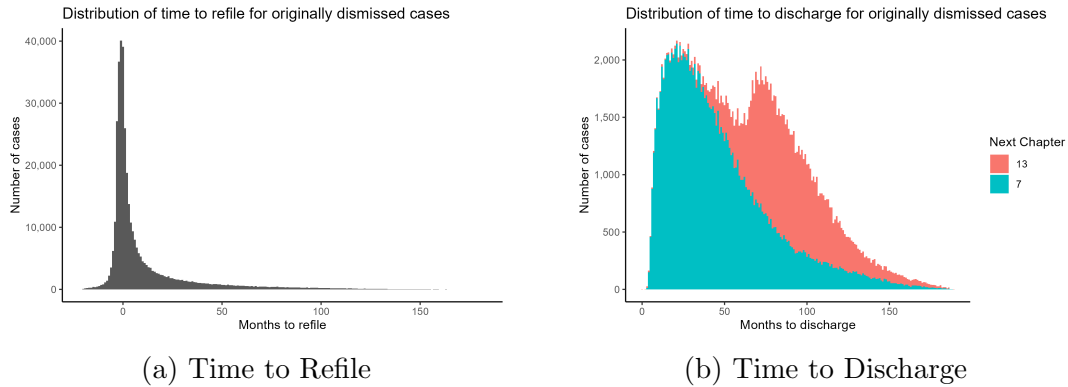 Distribution of time to refile for originally dismissed cases
40,000
30,000
20,000
10,000
0
Number of cases
0
50
100
150
Months to refile
(a) Time to Refile
Distribution of time to discharge for originally dismissed cases
2,000
1,500
1,000
500
0
Number of cases
0
50
100
150
Months to discharge
Next Chapter
13
7
(b) Time to Discharge